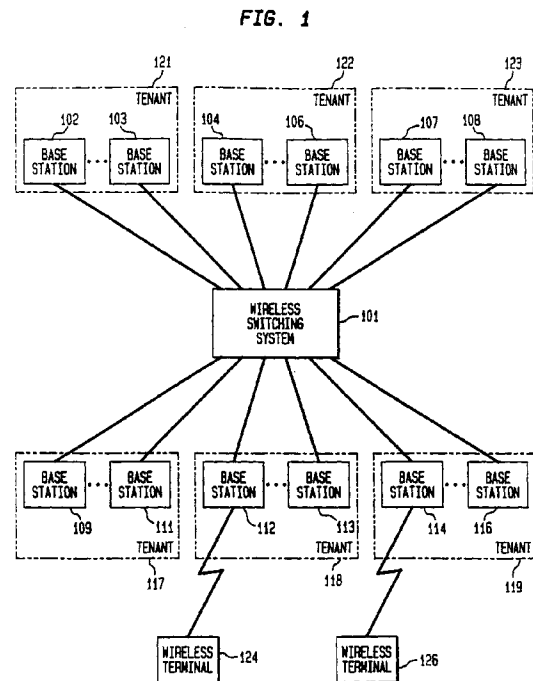 FIG. 1
121
122
123
TENANT
TENANT
TENANT
102
103
104
106
107
108
BASE
STATION
BASE
STATION
BASE
STATION
BASE
STATION
BASE
STATION
BASE
STATION
WIRELESS
SWITCHING
SYSTEM
101
BASE
STATION
BASE
STATION
BASE
STATION
BASE
STATION
BASE
STATION
BASE
STATION
109
111
112
113
114
116
TENANT
TENANT
TENANT
117
118
119
WIRELESS
TERMINAL
124
WIRELESS
TERMINAL
126